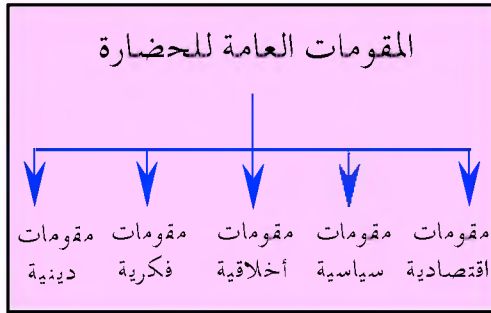 المقومات العامة للحضارة
مقومات اقتصادية
مقومات سياسية
مقومات أخلاقية
مقومات فكرية
مقومات دينية